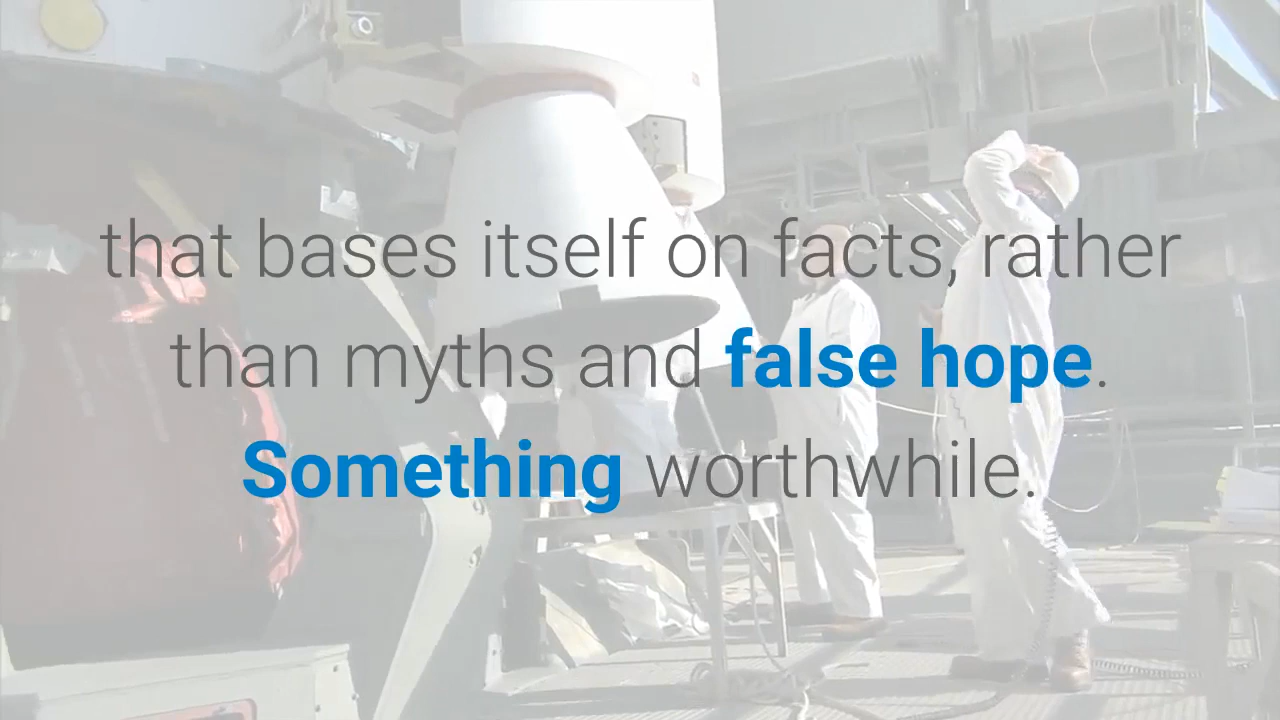 that bases itself on facts, rather
than myths and false hope.
Something worthwhile.